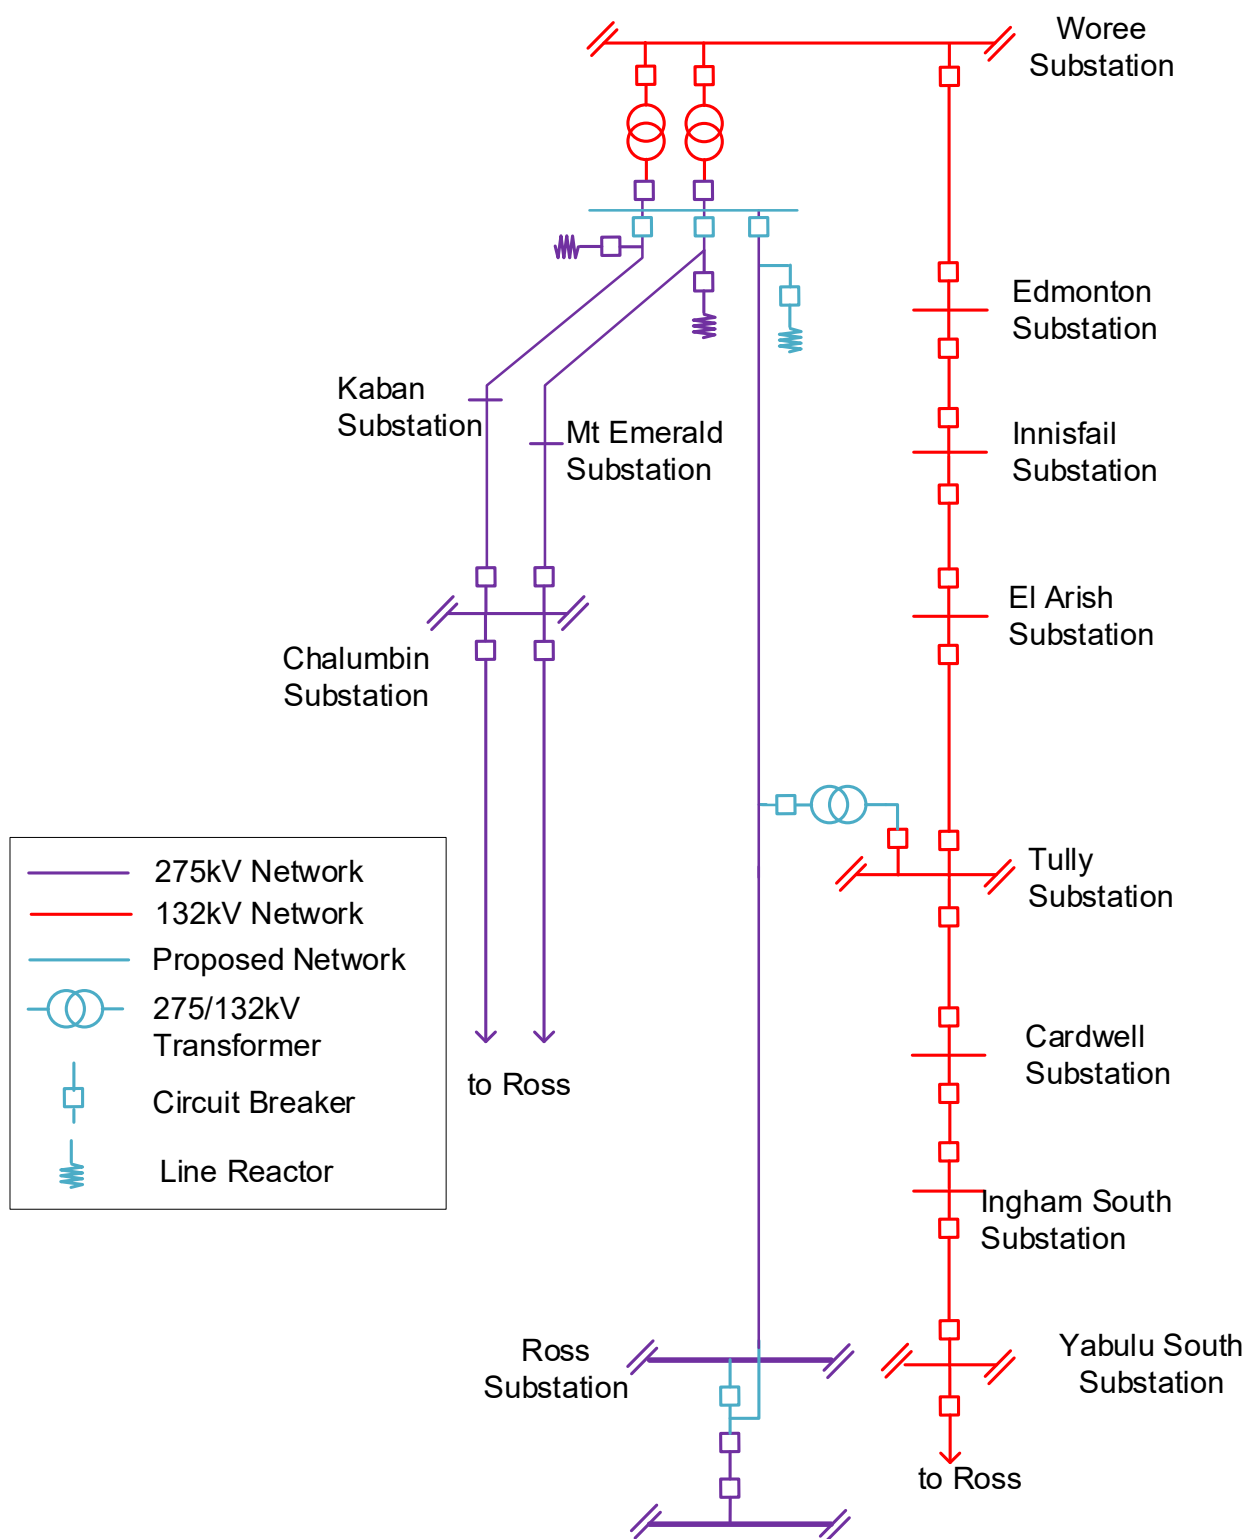 Woree
Substation
Edmonton
Substation
Kaban
Substation
Mt Emerald
Substation
Innisfail
Substation
El Arish
Substation
Chalumbin
Substation
275kV Network
132kV Network
Proposed Network
275/132kV
Transformer
Circuit Breaker
Line Reactor
Tully
Substation
to Ross
Cardwell
Substation
Ingham South
Substation
Ross
Substation
Yabulu South
Substation
to Ross